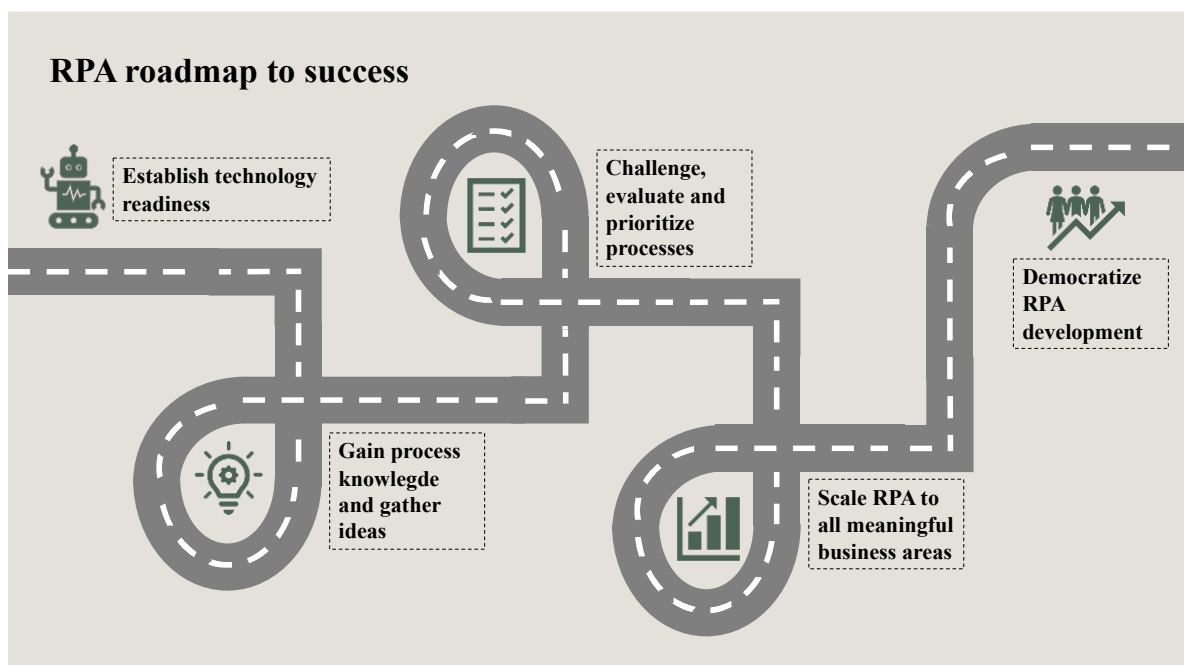 RPA roadmap to success
Establish technology
readiness
Gain process
knowlegde
and gather
ideas
Challenge,
evaluate and
prioritize
processes
Scale RPA to
all meaningful
business areas
Democratize
RPA
development